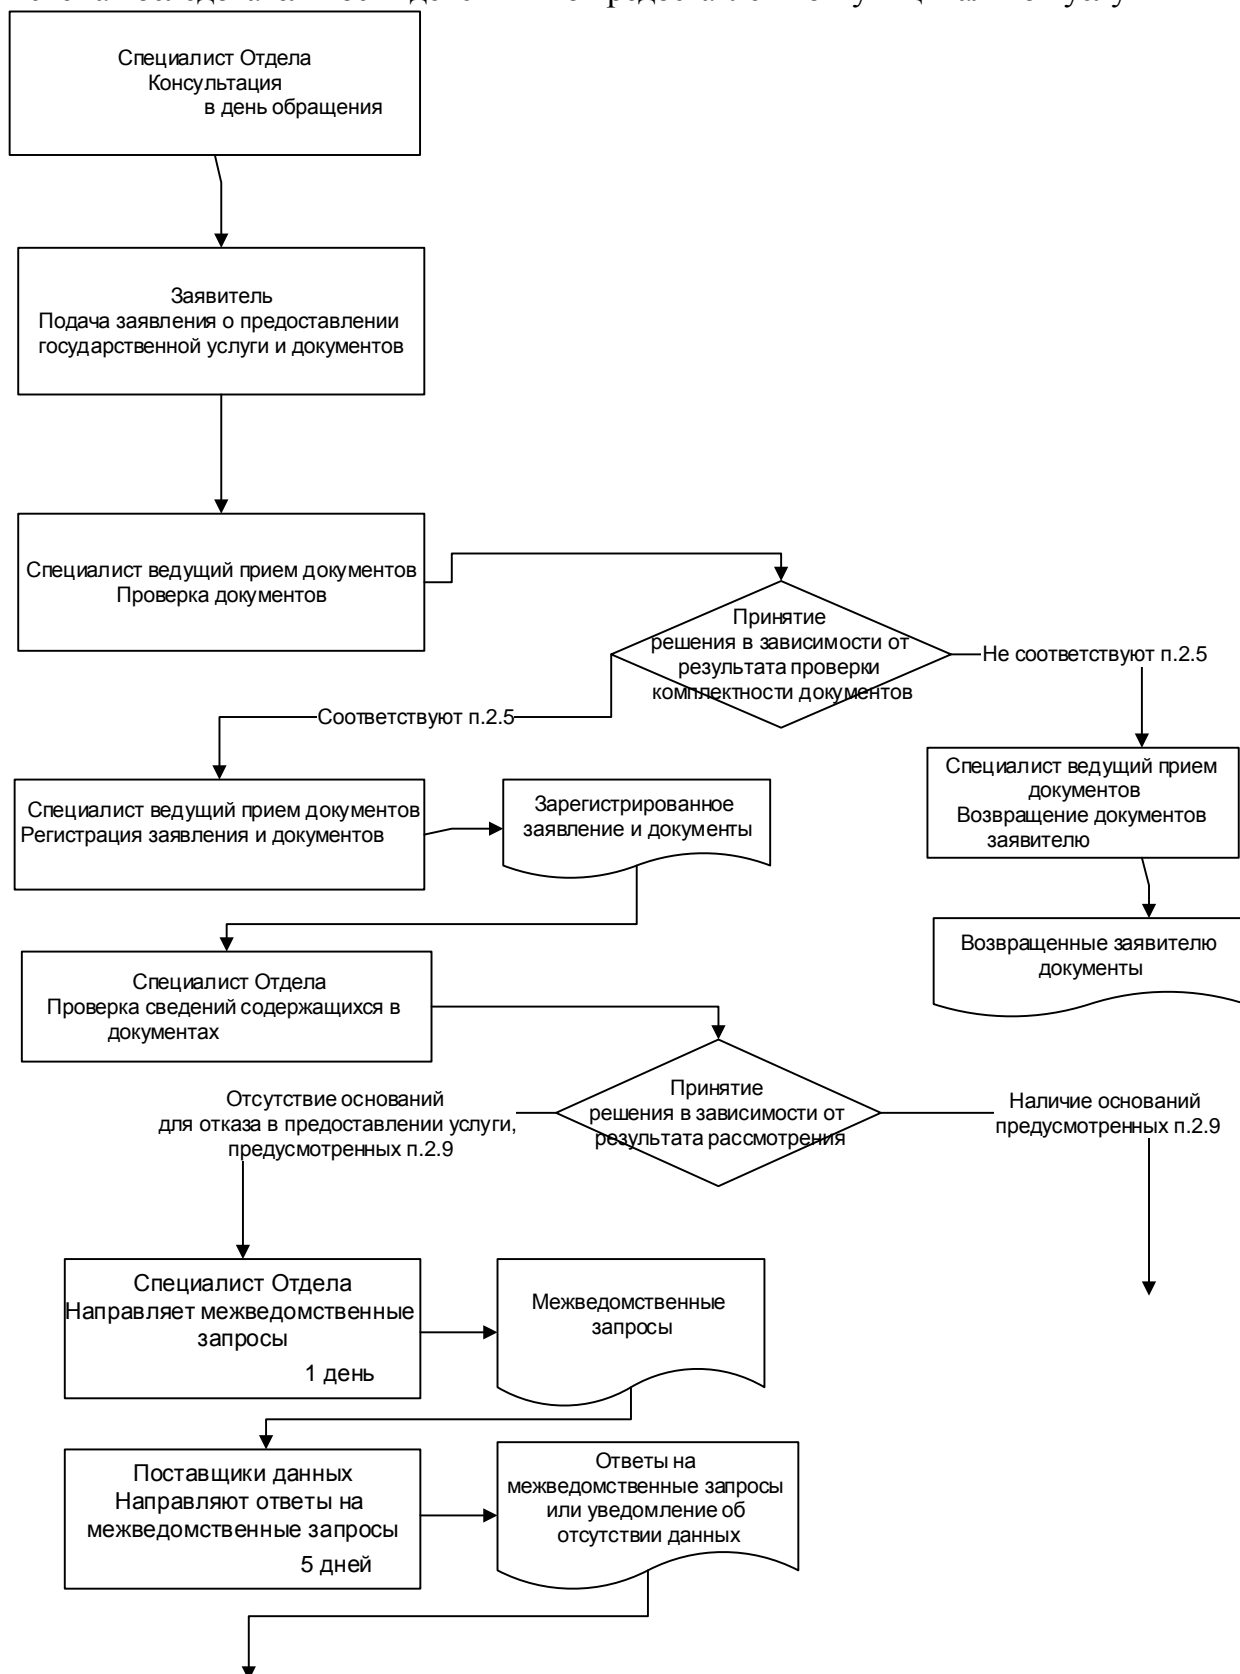 Специалист Отдела
Консультация
в день обращения
Заявитель
Подача заявления о предоставлении
государственной услуги и документов
Специалист ведущий прием документов
Проверка документов
Принятие
решения в зависимости от
результата проверки
комплектности документов
Не соответствуют п.2.5
Соответствуют п.2.5
Специалист ведущий прием
документов
Возвращение документов
заявителю
Специалист ведущий прием документов
Регистрация заявления и документов
Зарегистрированное
заявление и документы
Возвращенные заявителю
документы
Специалист Отдела
Проверка сведений содержащихся в
документах
Принятие
решения в зависимости от
результата рассмотрения
Отсутствие оснований
для отказа в предоставлении услуги,
предусмотренных п.2.9
Наличие оснований
предусмотренных п.2.9
Специалист Отдела
Направляет межведомственные
запросы
1 день
Межведомственные
запросы
Поставщики данных
Направляют ответы на
межведомственные запросы
5 дней
Ответы на
межведомственные запросы
или уведомление об
отсутствии данных